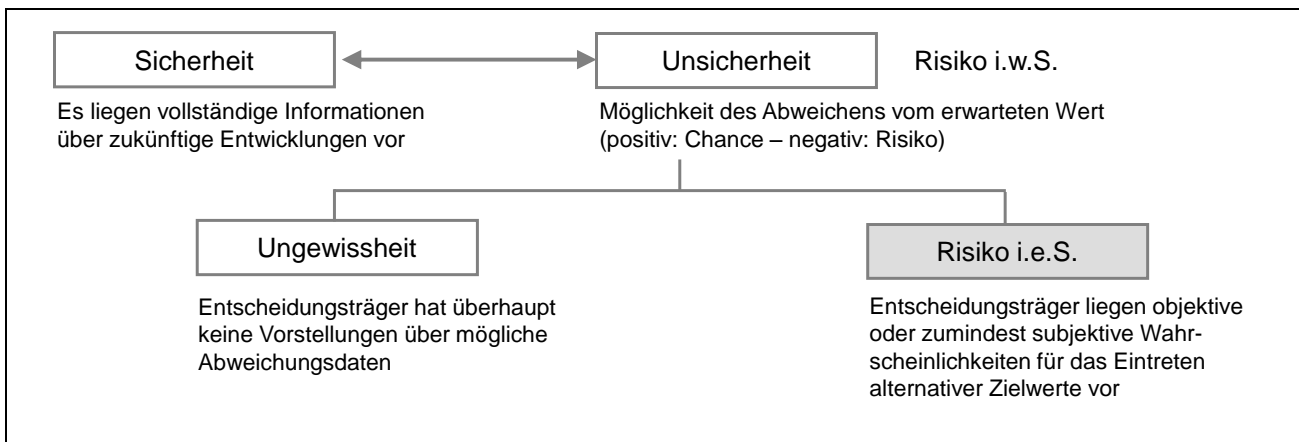 Sicherheit
Unsicherheit
Risiko i.w.S.
Es liegen vollständige Informationen
über zukünftige Entwicklungen vor
Möglichkeit des Abweichens vom erwarteten Wert
(positiv: Chance – negativ: Risiko)
Ungewissheit
Risiko i.e.S.
Entscheidungsträger hat überhaupt
keine Vorstellungen über mögliche
Abweichungsdaten
Entscheidungsträger liegen objektive
oder zumindest subjektive Wahr-
scheinlichkeiten für das Eintreten
alternativer Zielwerte vor